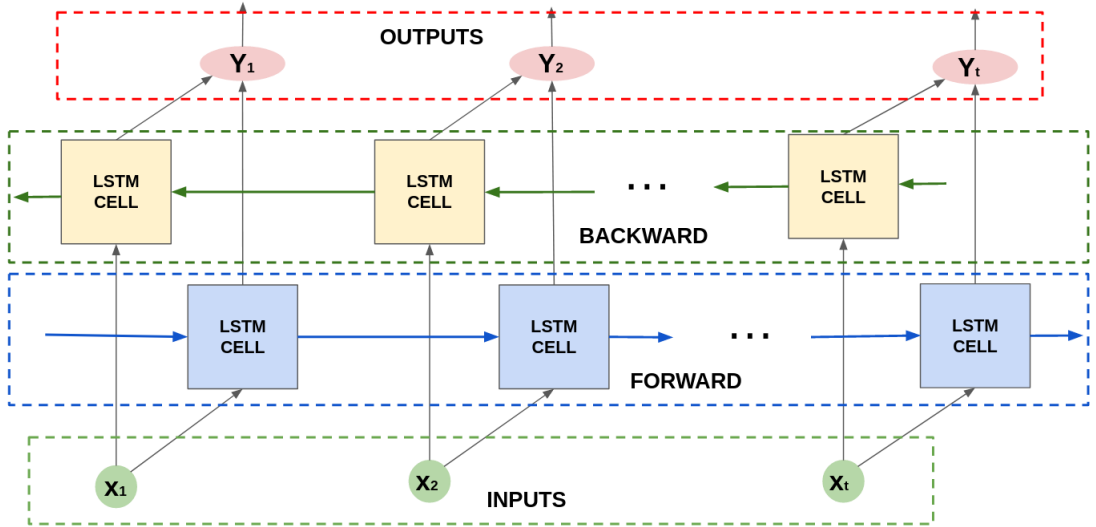 OUTPUTS
Y1
Y2
Yt
LSTM
CELL
LSTM
CELL
...
LSTM
CELL
BACKWARD
LSTM
CELL
LSTM
CELL
...
LSTM
CELL
FORWARD
x1
x2
xt
INPUTS